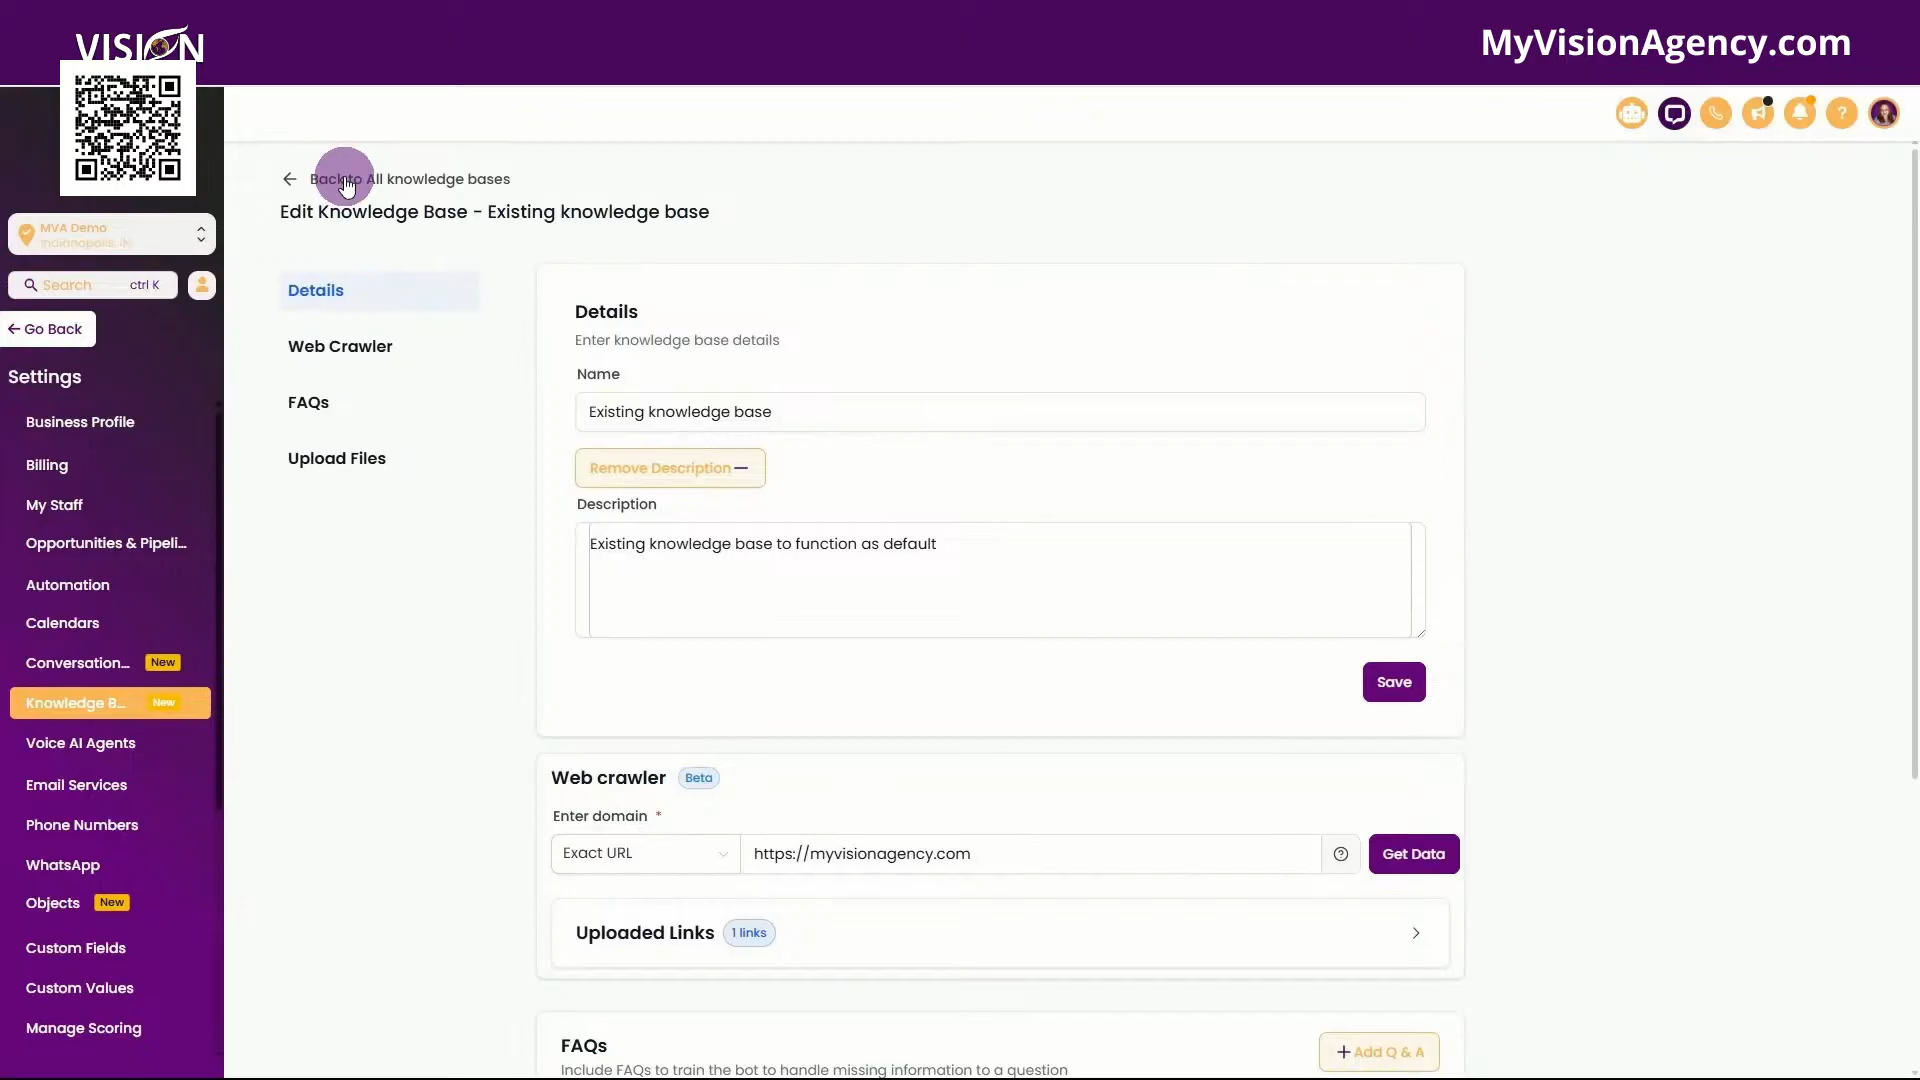 VISION
MyVisionAgency.com
MVA Demo
Indianapolis, IN
Search ctrl K
Go Back
Settings
Business Profile
Billing
My Staff
Opportunities & Pipeli...
Automation
Calendars
Conversation... New
Knowledge B... New
Voice AI Agents
Email Services
Phone Numbers
WhatsApp
Objects New
Custom Fields
Custom Values
Manage Scoring
Back to All knowledge bases
Edit Knowledge Base - Existing knowledge base
Details
Web Crawler
FAQs
Upload Files
Details
Enter knowledge base details
Name
Existing knowledge base
Remove Description
Description
Existing knowledge base to function as default
Save
Web crawler Beta
Enter domain *
Exact URL https://myvisionagency.com Get Data
Uploaded Links 1 links
FAQs
+ Add Q & A
Include FAQs to train the bot to handle missing information to a question